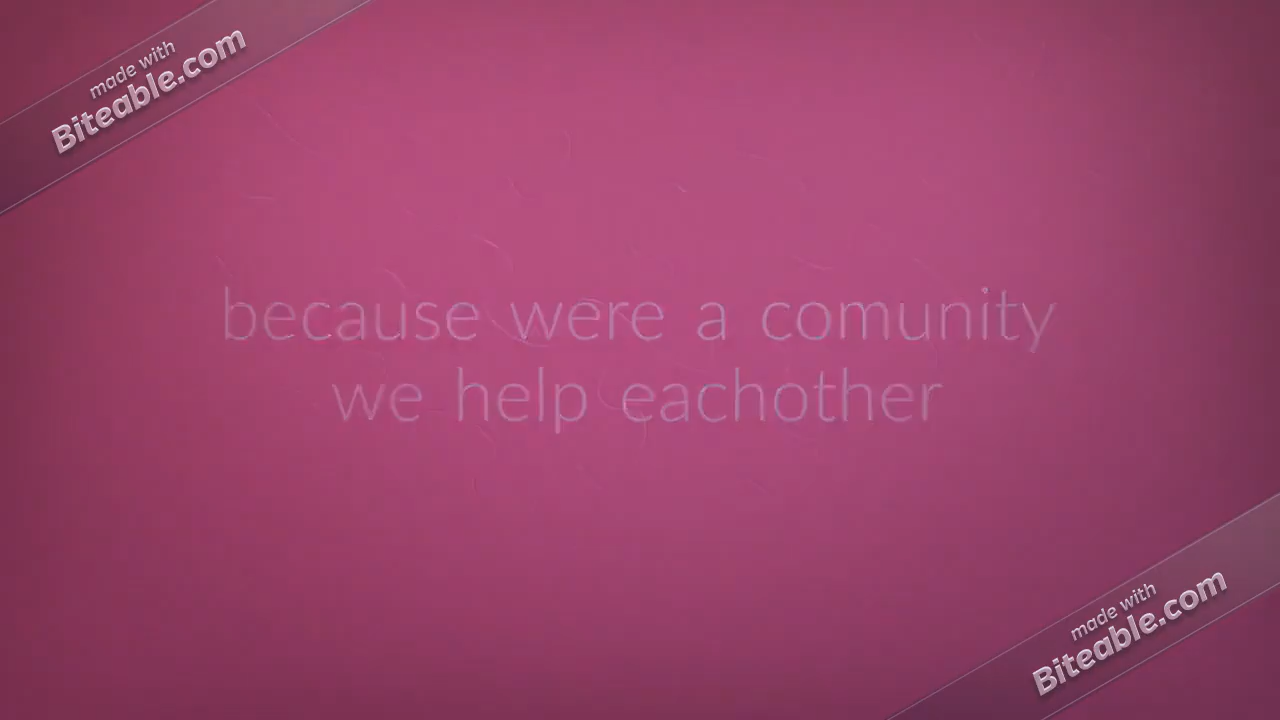 made with
Biteable.com
because were a comunity
we help eachother
made with
Biteable.com